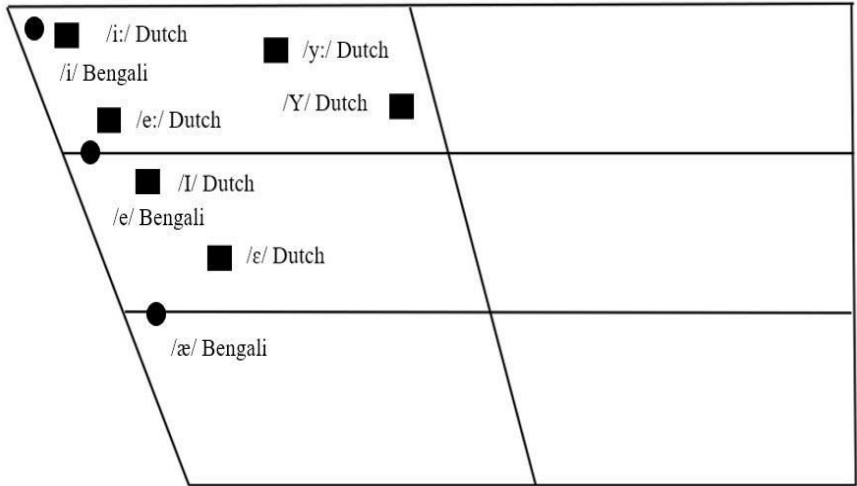 /i:/ Dutch
/y:/ Dutch
/i/ Bengali
/Y/ Dutch
/e:/ Dutch
/I/ Dutch
/e/ Bengali
/ɛ/ Dutch
/æ/ Bengali